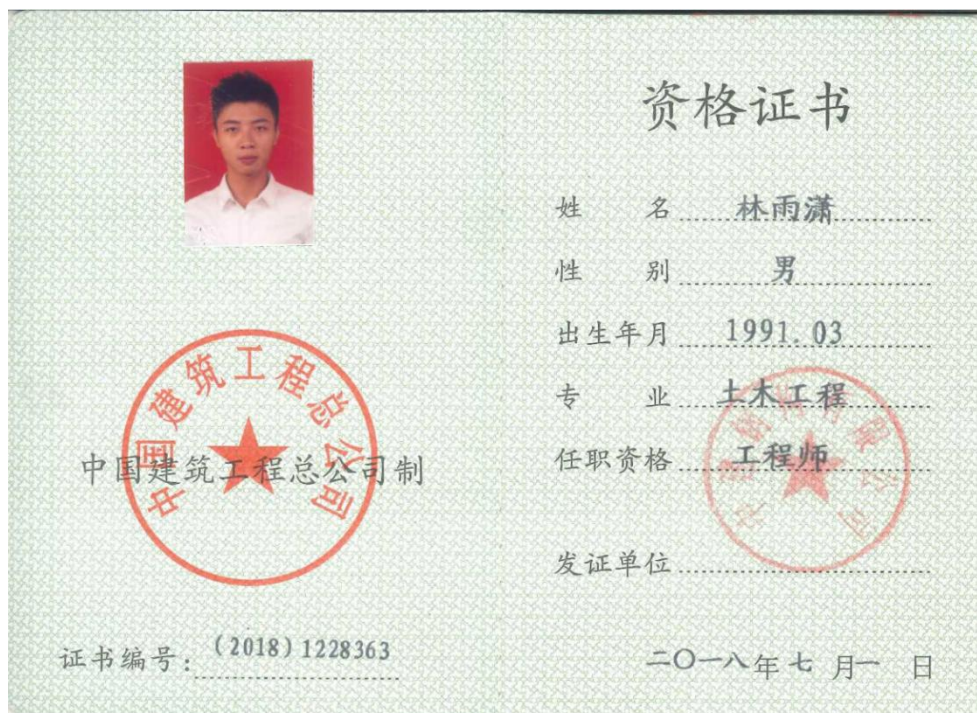 中国建筑工程总公司
中国建筑工程总公司制
证书编号：(2018)1228363
资格证书
姓 名 林雨潇
性 别 男
出生年月 1991.03
专 业 土木工程
任职资格 工程师
发证单位
二〇一八年七月一日